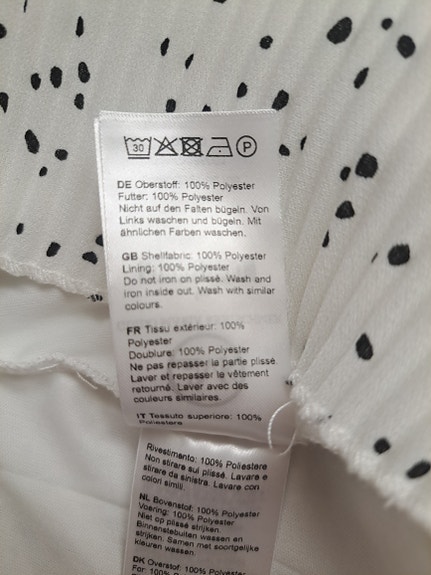 30 P
DE Oberstoff: 100% Polyester
Futter: 100% Polyester
Nicht auf den Falten bügeln. Von
Links waschen und bügeln. Mit
ähnlichen Farben waschen.
GB Shellfabric: 100% Polyester
Lining: 100% Polyester
Do not iron on plissé. Wash and
iron inside out. Wash with similar
colours.
FR Tissu extérieur: 100%
Polyester
Doublure: 100% Polyester
Ne pas repasser la partie plissé.
Laver et repasser le vêtement
retourné. Laver avec des
couleurs similaires.
IT Tessuto superiore: 100%
Poliestere
Rivestimento: 100% Poliestere
Non stirare sul plissé. Lavare e
stirare da sinistra. Lavare con
colori simili.
NL Bovenstof: 100% Polyester
Voering: 100% Polyester
Niet op plissé strijken.
Binnenstebuiten wassen en
strijken. Samen met soortgelijke
kleuren wassen.
DK Overstof: 100% Polyester
For: 100% Polyester